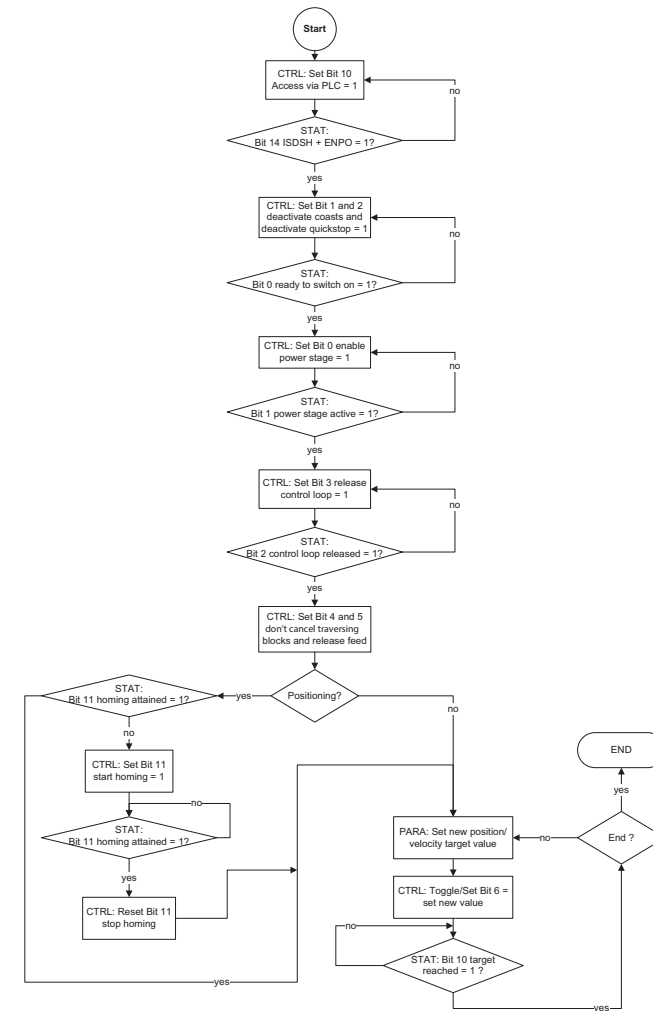 Start
CTRL: Set Bit 10
Access via PLC = 1
no
STAT:
Bit 14 ISDSH + ENPO = 1?
yes
CTRL: Set Bit 1 and 2
deactivate coasts and
deactivate quickstop = 1
no
STAT:
Bit 0 ready to switch on = 1?
yes
CTRL: Set Bit 0 enable
power stage = 1
no
STAT:
Bit 1 power stage active = 1?
yes
CTRL: Set Bit 3 release
control loop = 1
no
STAT:
Bit 2 control loop released = 1?
yes
CTRL: Set Bit 4 and 5
don't cancel traversing
blocks and release feed
Positioning?
yes
no
STAT:
Bit 11 homing attained = 1?
no
CTRL: Set Bit 11
start homing = 1
no
STAT:
Bit 11 homing attained = 1?
yes
CTRL: Reset Bit 11
stop homing
yes
PARA: Set new position/
velocity target value
CTRL: Toggle/Set Bit 6 =
set new value
no
STAT: Bit 10 target
reached = 1 ?
yes
End ?
no
yes
END